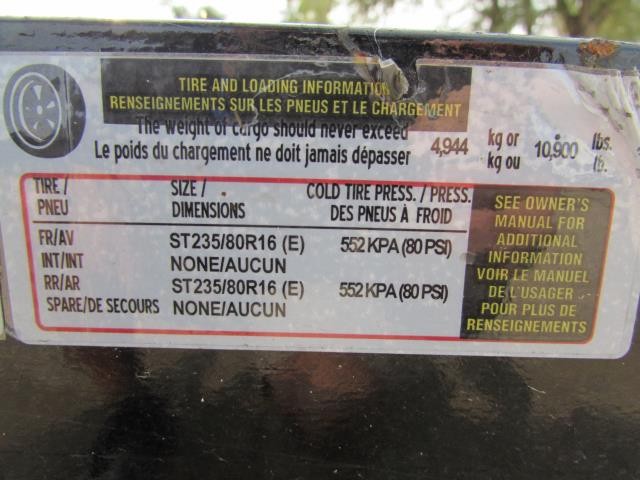 TIRE AND LOADING INFORMATION
RENSEIGNEMENTS SUR LES PNEUS ET LE CHARGEMENT
The weight of cargo should never exceed
Le poids du chargement ne doit jamais dépasser 4,944 kg or kg ou 10,900 lbs. lb.
TIRE / PNEU SIZE / DIMENSIONS COLD TIRE PRESS. / PRESS. DES PNEUS À FROID
FR/AV ST235/80R16 (E) 552 KPA (80 PSI)
INT/INT NONE/AUCUN
RR/AR ST235/80R16 (E) 552 KPA (80 PSI)
SPARE/DE SECOURS NONE/AUCUN
SEE OWNER'S
MANUAL FOR
ADDITIONAL
INFORMATION
VOIR LE MANUEL
DE L'USAGER
POUR PLUS DE
RENSEIGNEMENTS